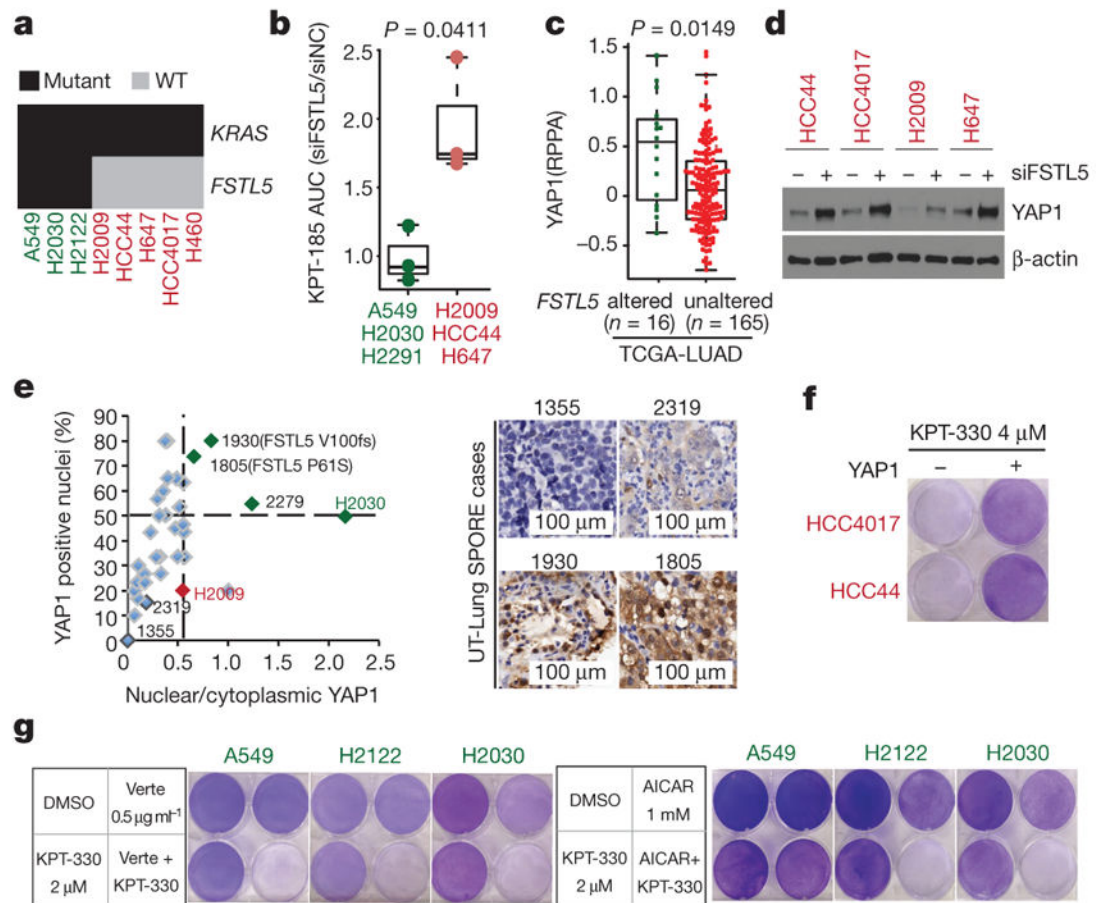 a
Mutant WT
KRAS
FSTL5
A549
H2030
H2122
H2009
HCC44
H647
HCC4017
H460
b
P = 0.0411
KPT-185 AUC (siFSTL5/siNC)
2.5
2.0
1.5
1.0
A549 H2009
H2030 HCC44
H2291 H647
c
P = 0.0149
YAP1(RPPA)
1.5
1.0
0.5
0
−0.5
FSTL5 altered unaltered
(n = 16) (n = 165)
TCGA-LUAD
d
HCC44
HCC4017
H2009
H647
− + − + − + − + siFSTL5
YAP1
β-actin
e
YAP1 positive nuclei (%)
90
80
70
60
50
40
30
20
10
0
1930(FSTL5 V100fs)
1805(FSTL5 P61S)
2279 H2030
H2009
2319
1355
0 0.5 1.0 1.5 2.0 2.5
Nuclear/cytoplasmic YAP1
UT-Lung SPORE cases
1355 2319
100 μm 100 μm
1930 1805
100 μm 100 μm
f
KPT-330 4 μM
YAP1 − +
HCC4017
HCC44
g
A549 H2122 H2030
DMSO Verte
0.5 μg ml⁻¹
KPT-330 Verte +
2 μM KPT-330
A549 H2122 H2030
DMSO AICAR
1 mM
KPT-330 AICAR+
2 μM KPT-330